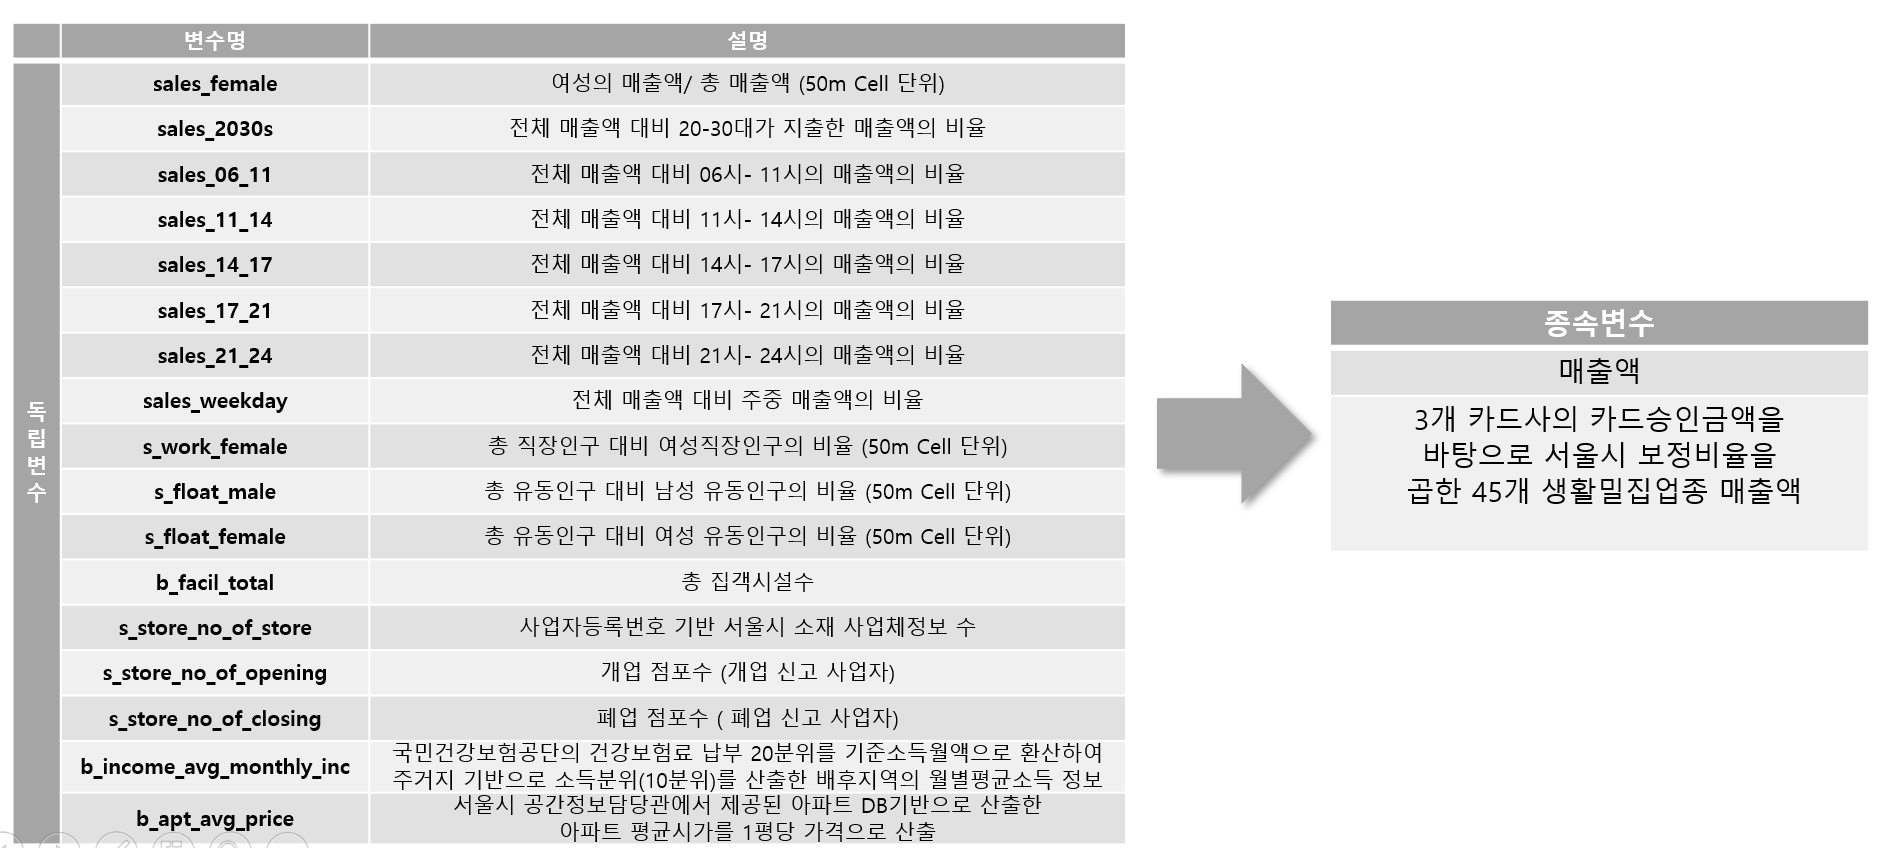 변수명 설명
독립변수
sales_female 여성의 매출액/ 총 매출액 (50m Cell 단위)
sales_2030s 전체 매출액 대비 20-30대가 지출한 매출액의 비율
sales_06_11 전체 매출액 대비 06시- 11시의 매출액의 비율
sales_11_14 전체 매출액 대비 11시- 14시의 매출액의 비율
sales_14_17 전체 매출액 대비 14시- 17시의 매출액의 비율
sales_17_21 전체 매출액 대비 17시- 21시의 매출액의 비율
sales_21_24 전체 매출액 대비 21시- 24시의 매출액의 비율
sales_weekday 전체 매출액 대비 주중 매출액의 비율
s_work_female 총 직장인구 대비 여성직장인구의 비율 (50m Cell 단위)
s_float_male 총 유동인구 대비 남성 유동인구의 비율 (50m Cell 단위)
s_float_female 총 유동인구 대비 여성 유동인구의 비율 (50m Cell 단위)
b_facil_total 총 집객시설수
s_store_no_of_store 사업자등록번호 기반 서울시 소재 사업체정보 수
s_store_no_of_opening 개업 점포수 (개업 신고 사업자)
s_store_no_of_closing 폐업 점포수 ( 폐업 신고 사업자)
b_income_avg_monthly_inc 국민건강보험공단의 건강보험료 납부 20분위를 기준소득월액으로 환산하여
주거지 기반으로 소득분위(10분위)를 산출한 배후지역의 월별평균소득 정보
b_apt_avg_price 서울시 공간정보담당관에서 제공된 아파트 DB기반으로 산출한
아파트 평균시가를 1평당 가격으로 산출
종속변수
매출액
3개 카드사의 카드승인금액을
바탕으로 서울시 보정비율을
곱한 45개 생활밀집업종 매출액